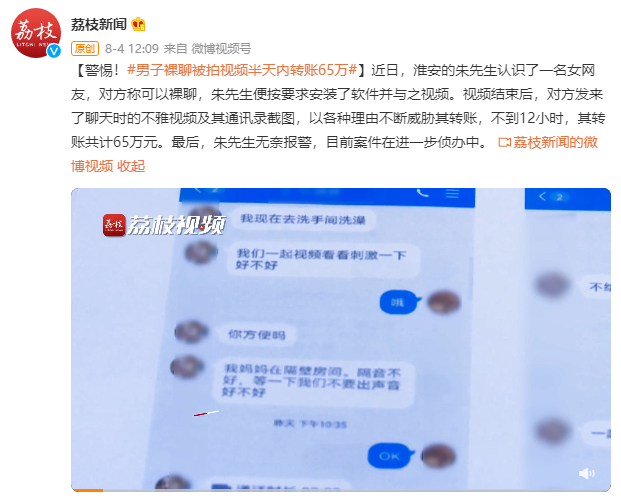 荔枝
LITCHI NEWS
荔枝新闻
原创 8-4 12:09 来自 微博视频号
【警惕！#男子裸聊被拍视频半天内转账65万#】近日，淮安的朱先生认识了一名女网
友，对方称可以裸聊，朱先生便按要求安装了软件并与之视频。视频结束后，对方发来
了聊天时的不雅视频及其通讯录截图，以各种理由不断威胁其转账，不到12小时，其转
账共计65万元。最后，朱先生无奈报警，目前案件在进一步侦办中。 荔枝新闻的微
博视频 收起
荔枝 荔枝视频
2
我现在去洗手间洗澡
我们一起视频看看刺激一下
好不好
哦
你方便吗
我妈妈在隔壁房间。隔音不
好，等一下我们不要出声音
好不好
昨天 下午10:35
OK
2
不
一起